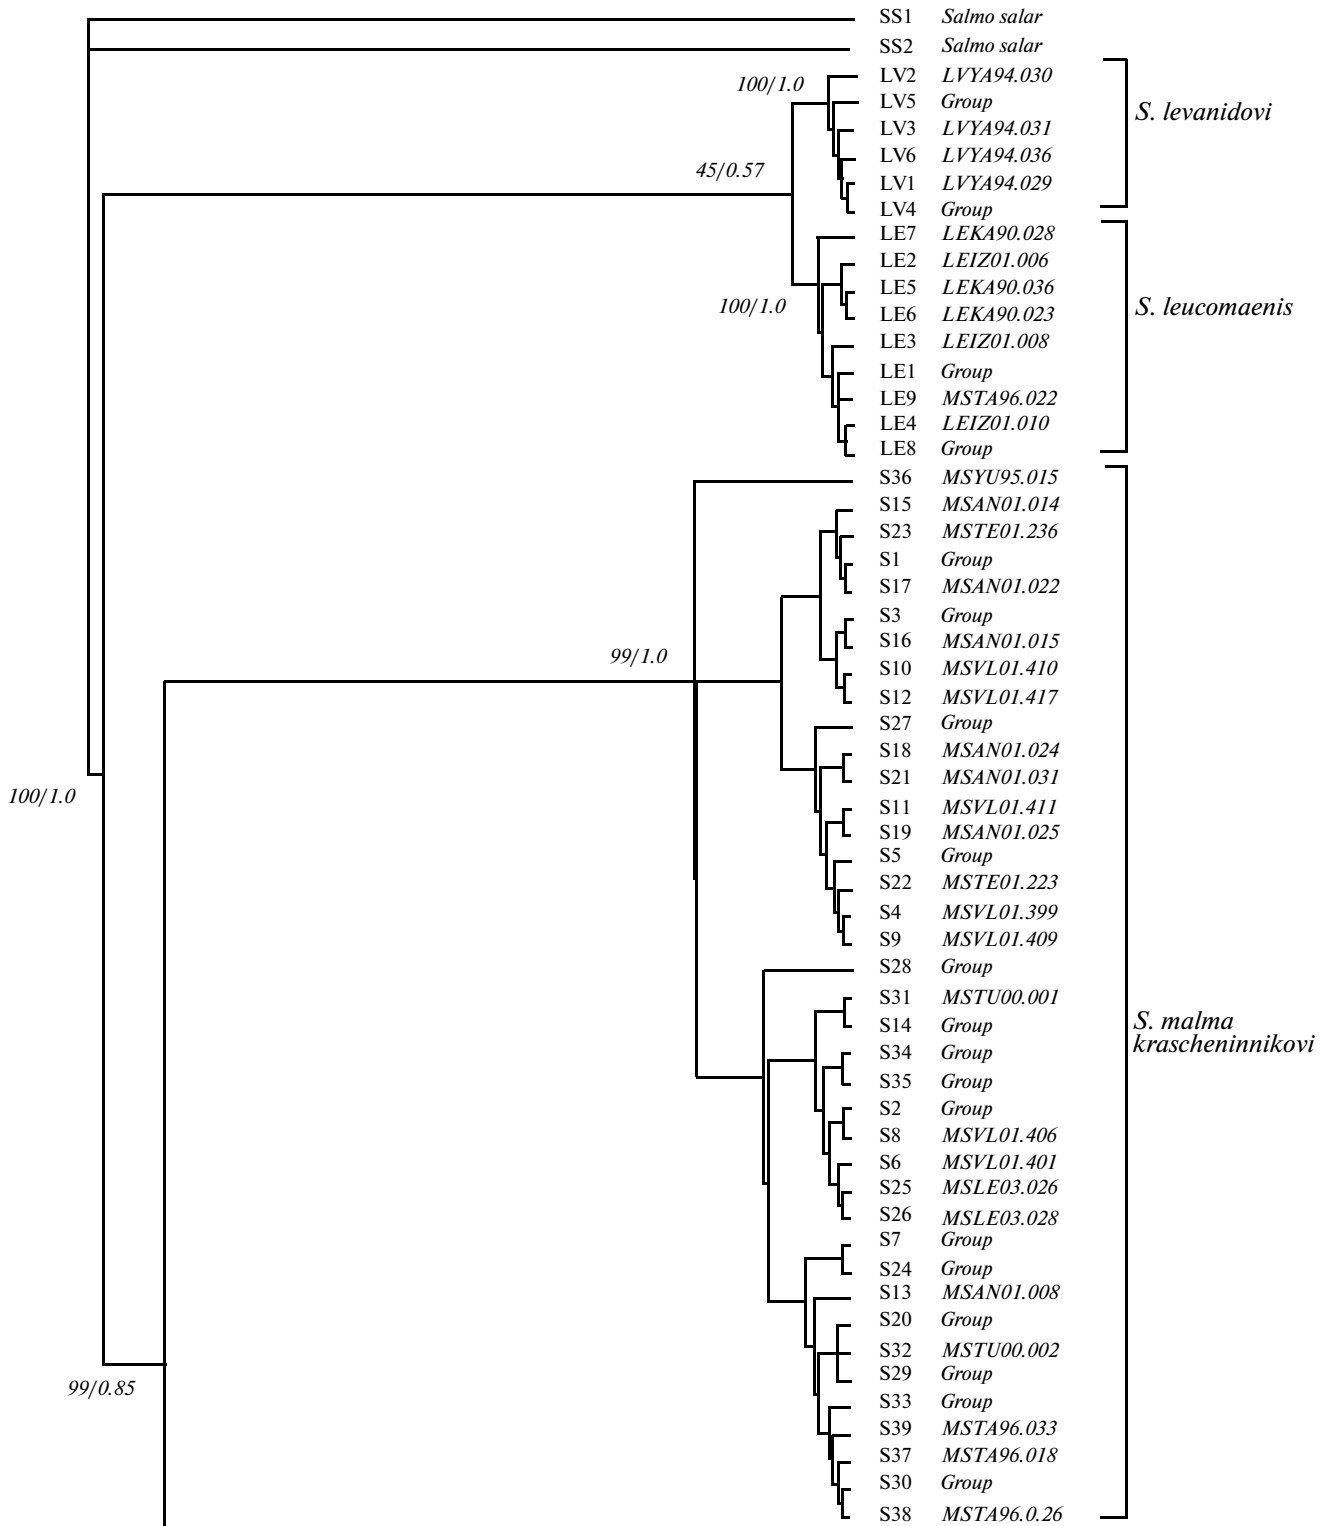 SS1 Salmo salar
SS2 Salmo salar
LV2 LVYA94.030
100/1.0
LV5 Group
S. levanidovi
LV3 LVYA94.031
LV6 LVYA94.036
45/0.57
LV1 LVYA94.029
LV4 Group
LE7 LEKA90.028
LE2 LEIZ01.006
LE5 LEKA90.036
100/1.0
S. leucomaenis
LE6 LEKA90.023
LE3 LEIZ01.008
LE1 Group
LE9 MSTA96.022
LE4 LEIZ01.010
LE8 Group
S36 MSYU95.015
S15 MSAN01.014
S23 MSTE01.236
S1 Group
S17 MSAN01.022
S3 Group
S16 MSAN01.015
99/1.0
S10 MSVL01.410
S12 MSVL01.417
S27 Group
S18 MSAN01.024
S21 MSAN01.031
100/1.0
S11 MSVL01.411
S19 MSAN01.025
S5 Group
S22 MSTE01.223
S4 MSVL01.399
S9 MSVL01.409
S28 Group
S31 MSTU00.001
S14 Group
S. malma
krascheninnikovi
S34 Group
S35 Group
S2 Group
S8 MSVL01.406
S6 MSVL01.401
S25 MSLE03.026
S26 MSLE03.028
S7 Group
S24 Group
S13 MSAN01.008
S20 Group
S32 MSTU00.002
S29 Group
99/0.85
S33 Group
S39 MSTA96.033
S37 MSTA96.018
S30 Group
S38 MSTA96.0.26